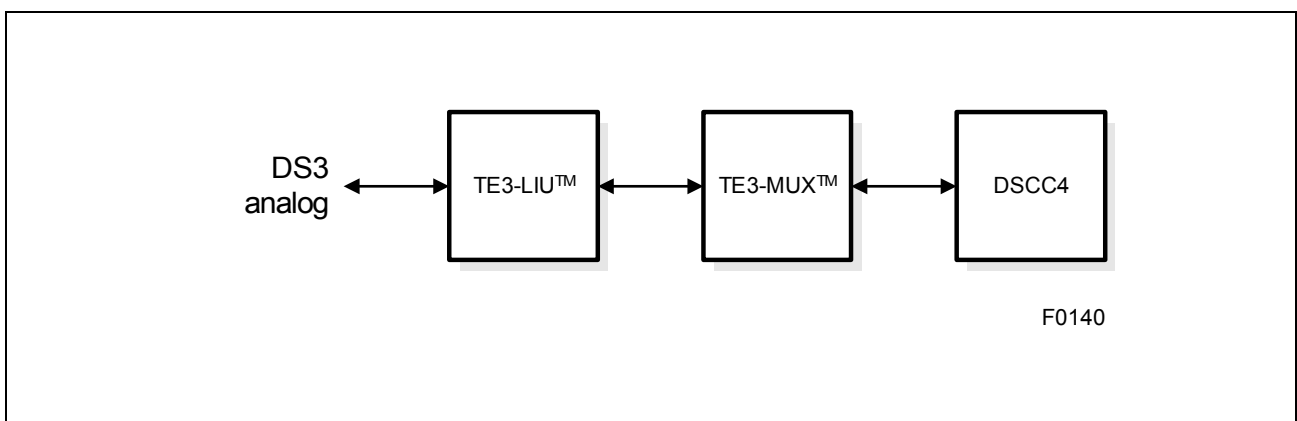 DS3
analog
TE3-LIU™
TE3-MUX™
DSCC4
F0140